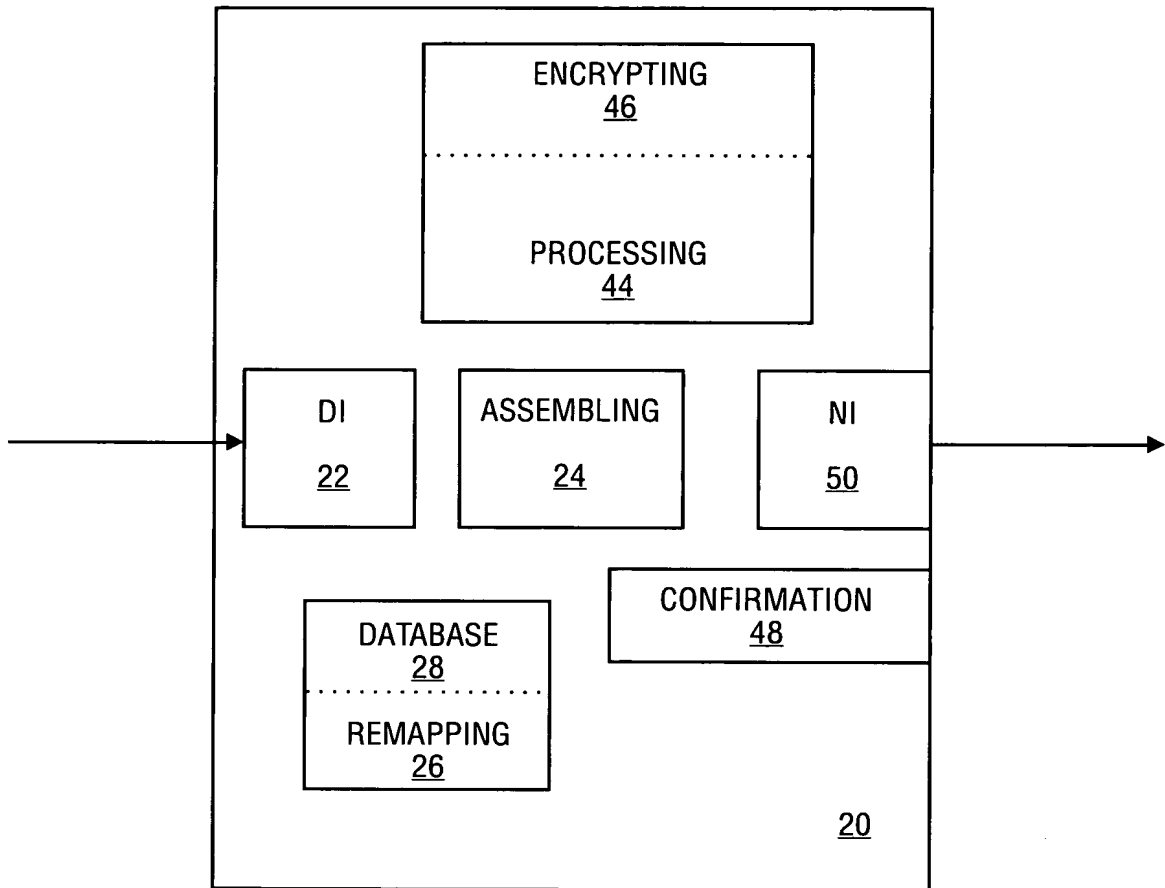 ENCRYPTING
46
PROCESSING
44
DI
22
ASSEMBLING
24
NI
50
CONFIRMATION
48
DATABASE
28
REMAPPING
26
20